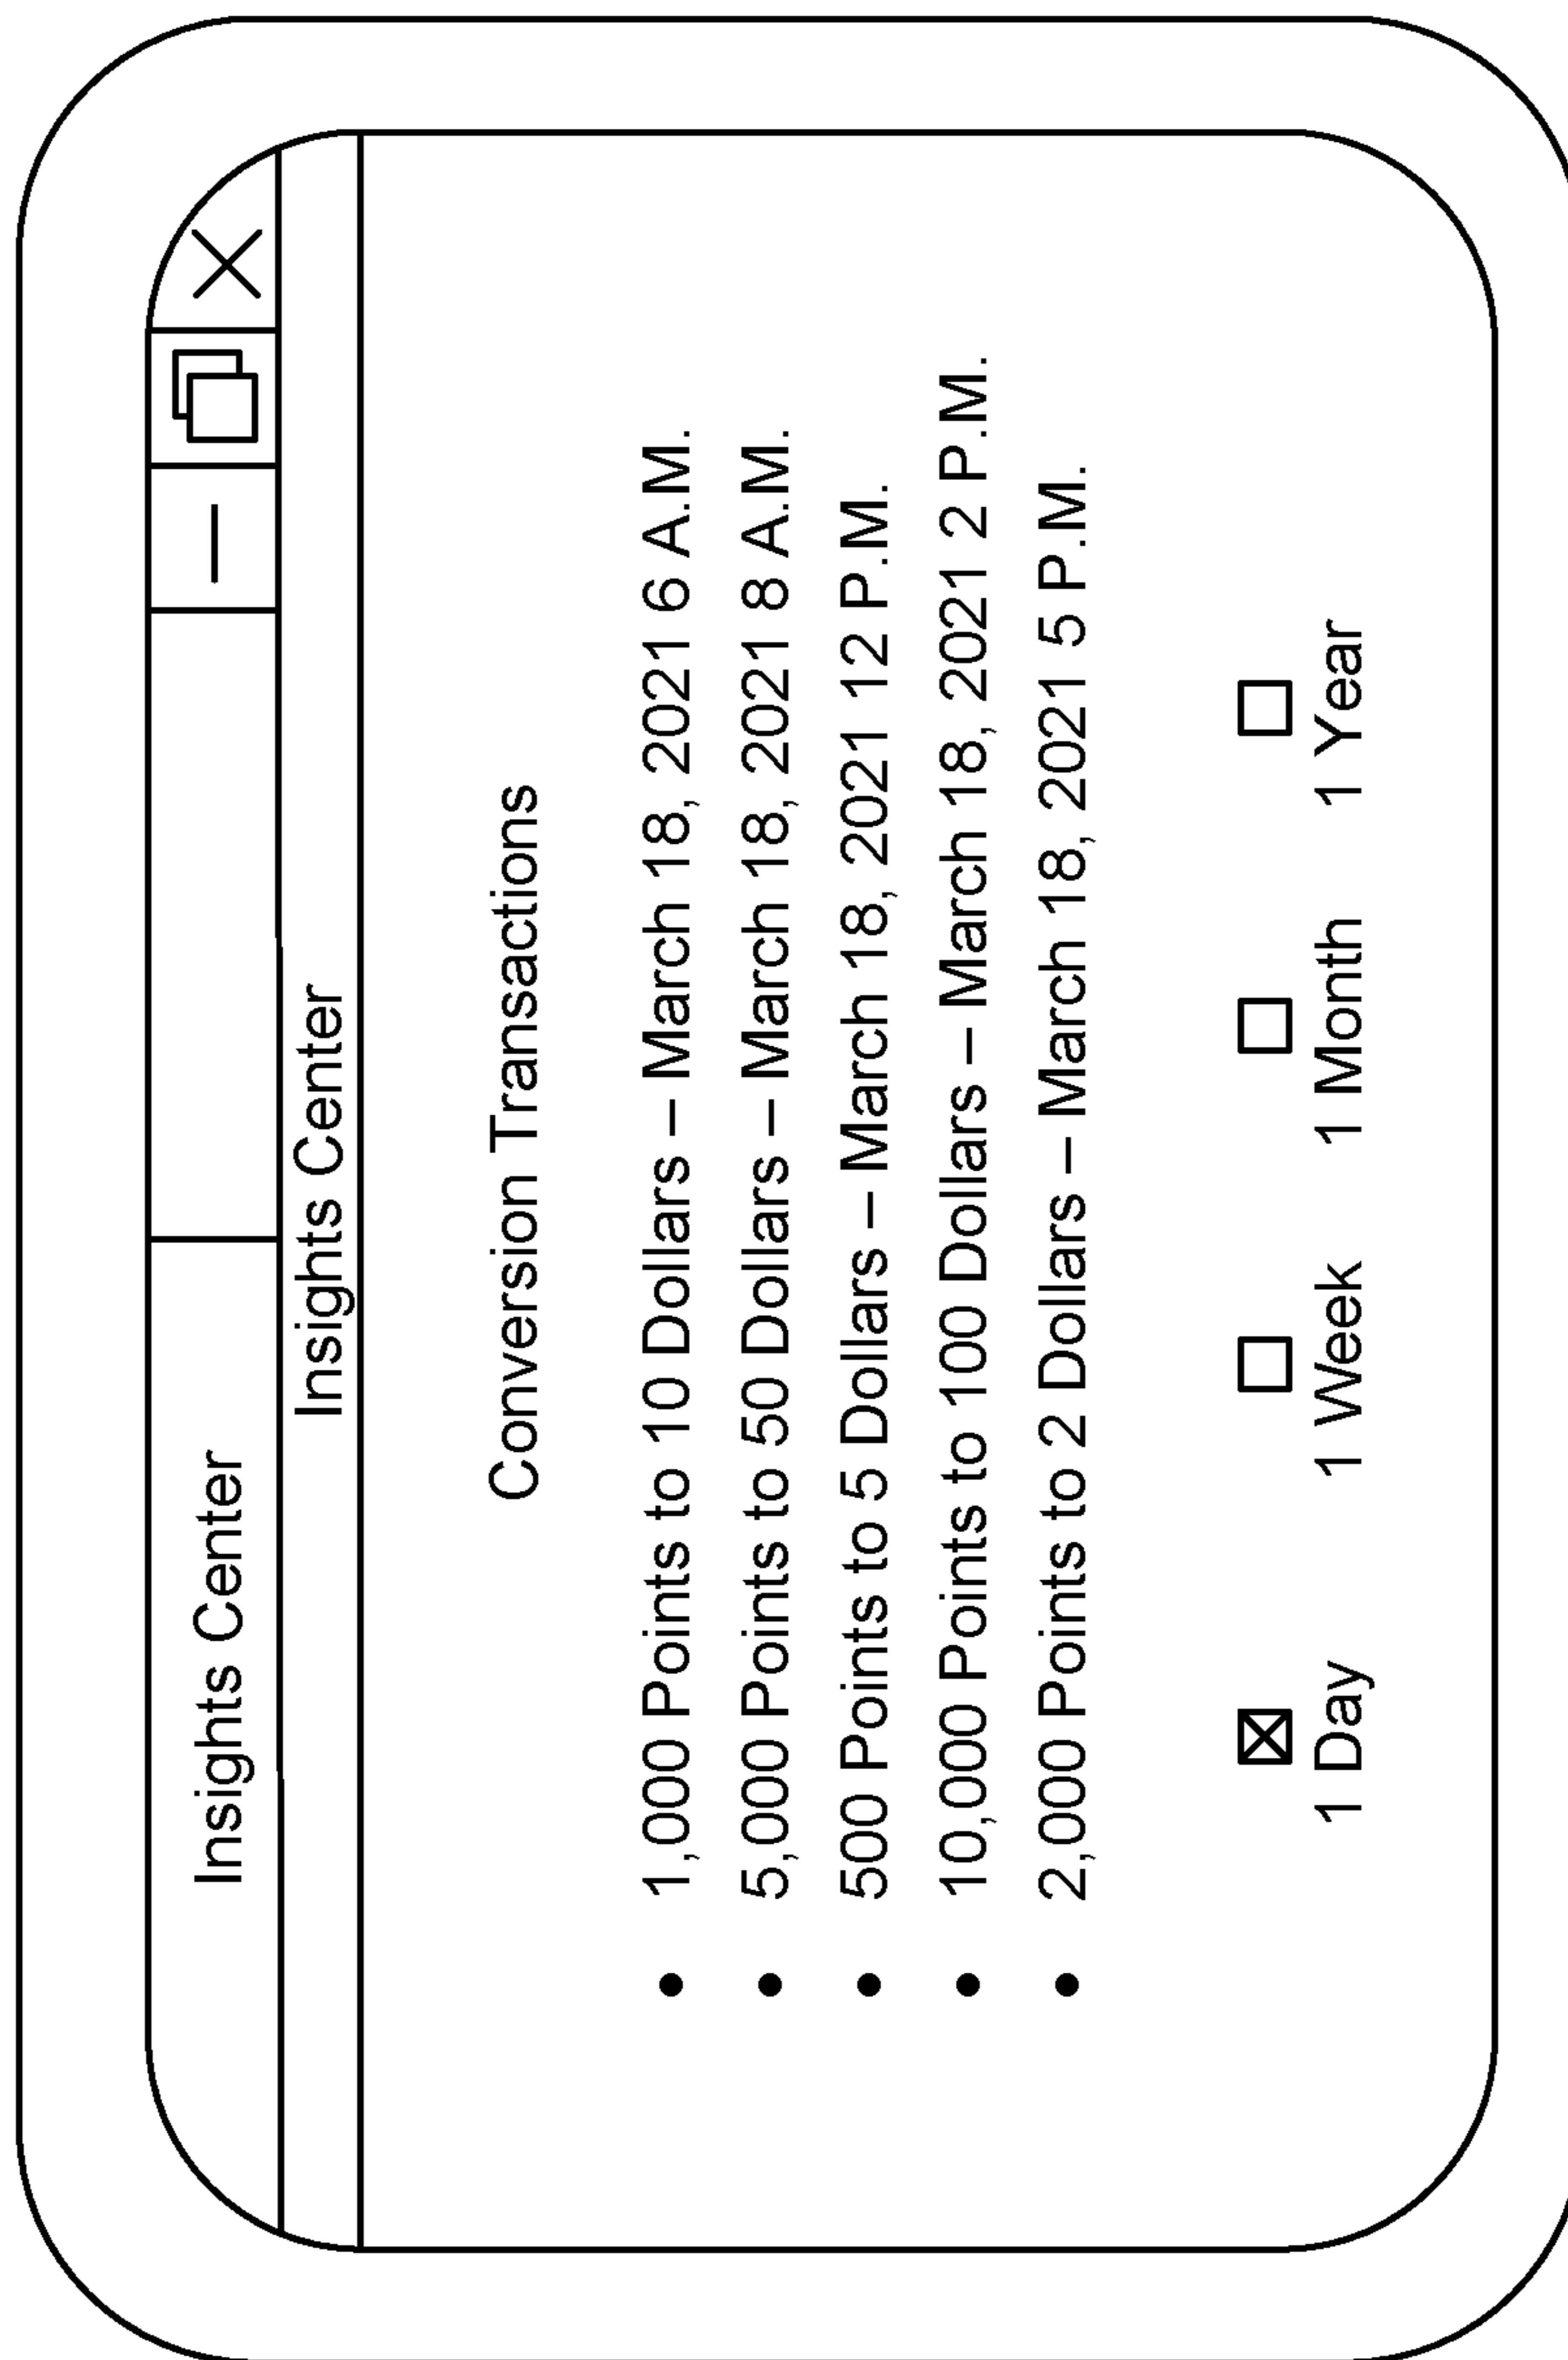 Insights Center
Insights Center
Conversion Transactions
• 1,000 Points to 10 Dollars – March 18, 2021 6 A.M.
• 5,000 Points to 50 Dollars – March 18, 2021 8 A.M.
• 500 Points to 5 Dollars – March 18, 2021 12 P.M.
• 10,000 Points to 100 Dollars – March 18, 2021 2 P.M.
• 2,000 Points to 2 Dollars – March 18, 2021 5 P.M.
1 Day 1 Week 1 Month 1 Year